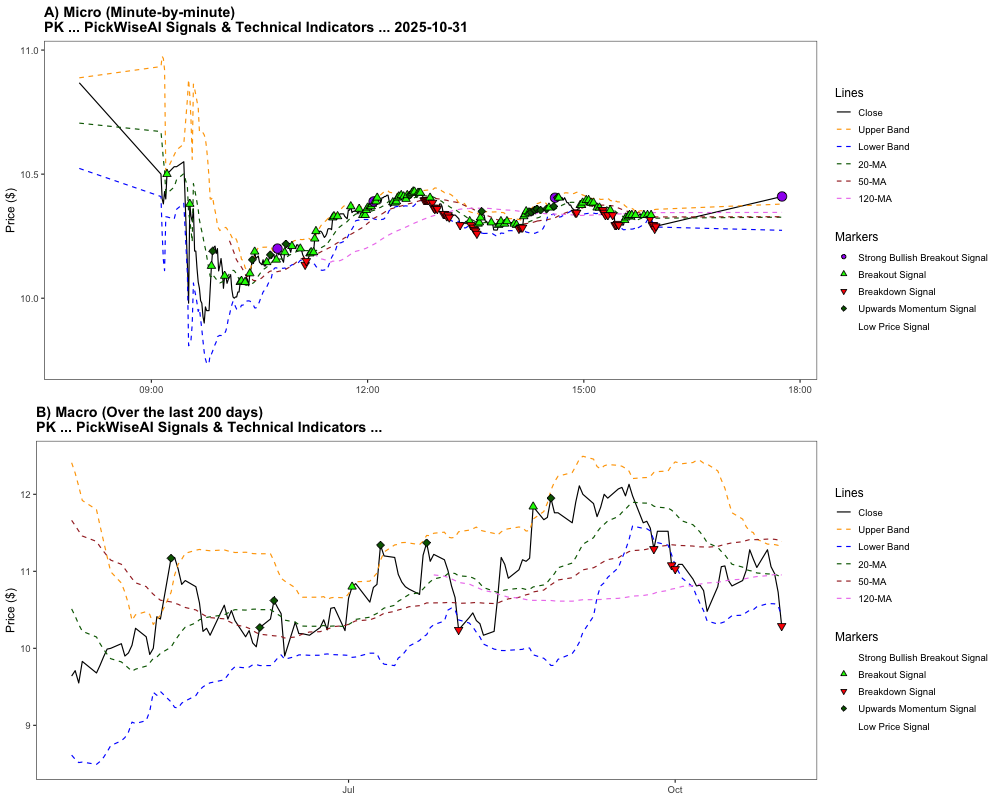 A) Micro (Minute-by-minute)
PK ... PickWiseAI Signals & Technical Indicators ... 2025-10-31
Price ($)
11.0
10.5
10.0
09:00
12:00
15:00
18:00
Lines
Close
Upper Band
Lower Band
20-MA
50-MA
120-MA
Markers
Strong Bullish Breakout Signal
Breakout Signal
Breakdown Signal
Upwards Momentum Signal
Low Price Signal
B) Macro (Over the last 200 days)
PK ... PickWiseAI Signals & Technical Indicators ...
Price ($)
12
11
10
9
Jul
Oct
Lines
Close
Upper Band
Lower Band
20-MA
50-MA
120-MA
Markers
Strong Bullish Breakout Signal
Breakout Signal
Breakdown Signal
Upwards Momentum Signal
Low Price Signal